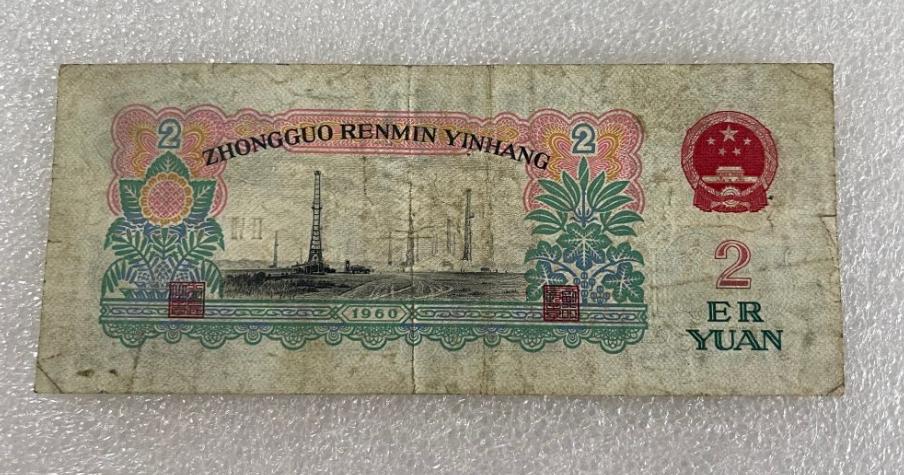 2
2
ZHONGGUO RENMIN YINHANG
2
ER
YUAN
1960